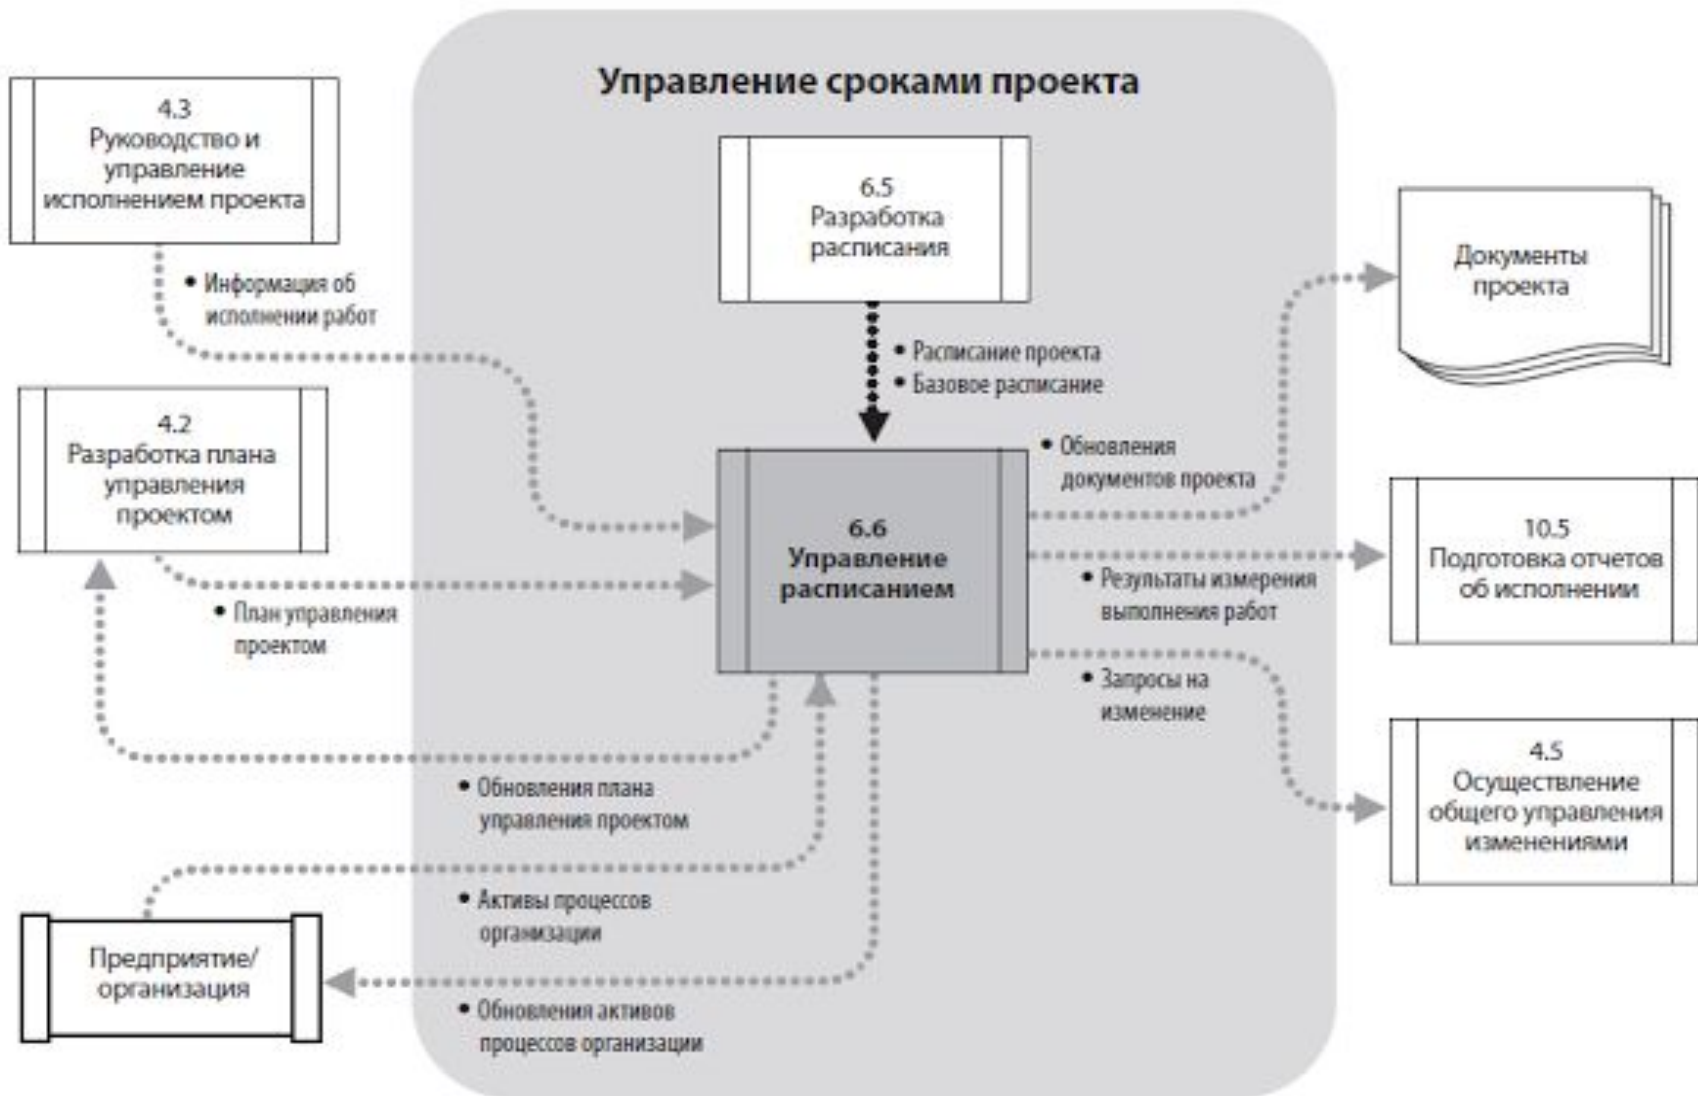 Управление сроками проекта
4.3
Руководство и
управление
исполнением проекта
• Информация об
исполнении работ
6.5
Разработка
расписания
• Расписание проекта
• Базовое расписание
Документы
проекта
4.2
Разработка плана
управления
проектом
• План управления
проектом
6.6
Управление
расписанием
• Обновления
документов проекта
• Результаты измерения
выполнения работ
• Запросы на
изменение
10.5
Подготовка отчетов
об исполнении
4.5
Осуществление
общего управления
изменениями
• Обновления плана
управления проектом
• Активы процессов
организации
Предприятие/
организация
• Обновления активов
процессов организации